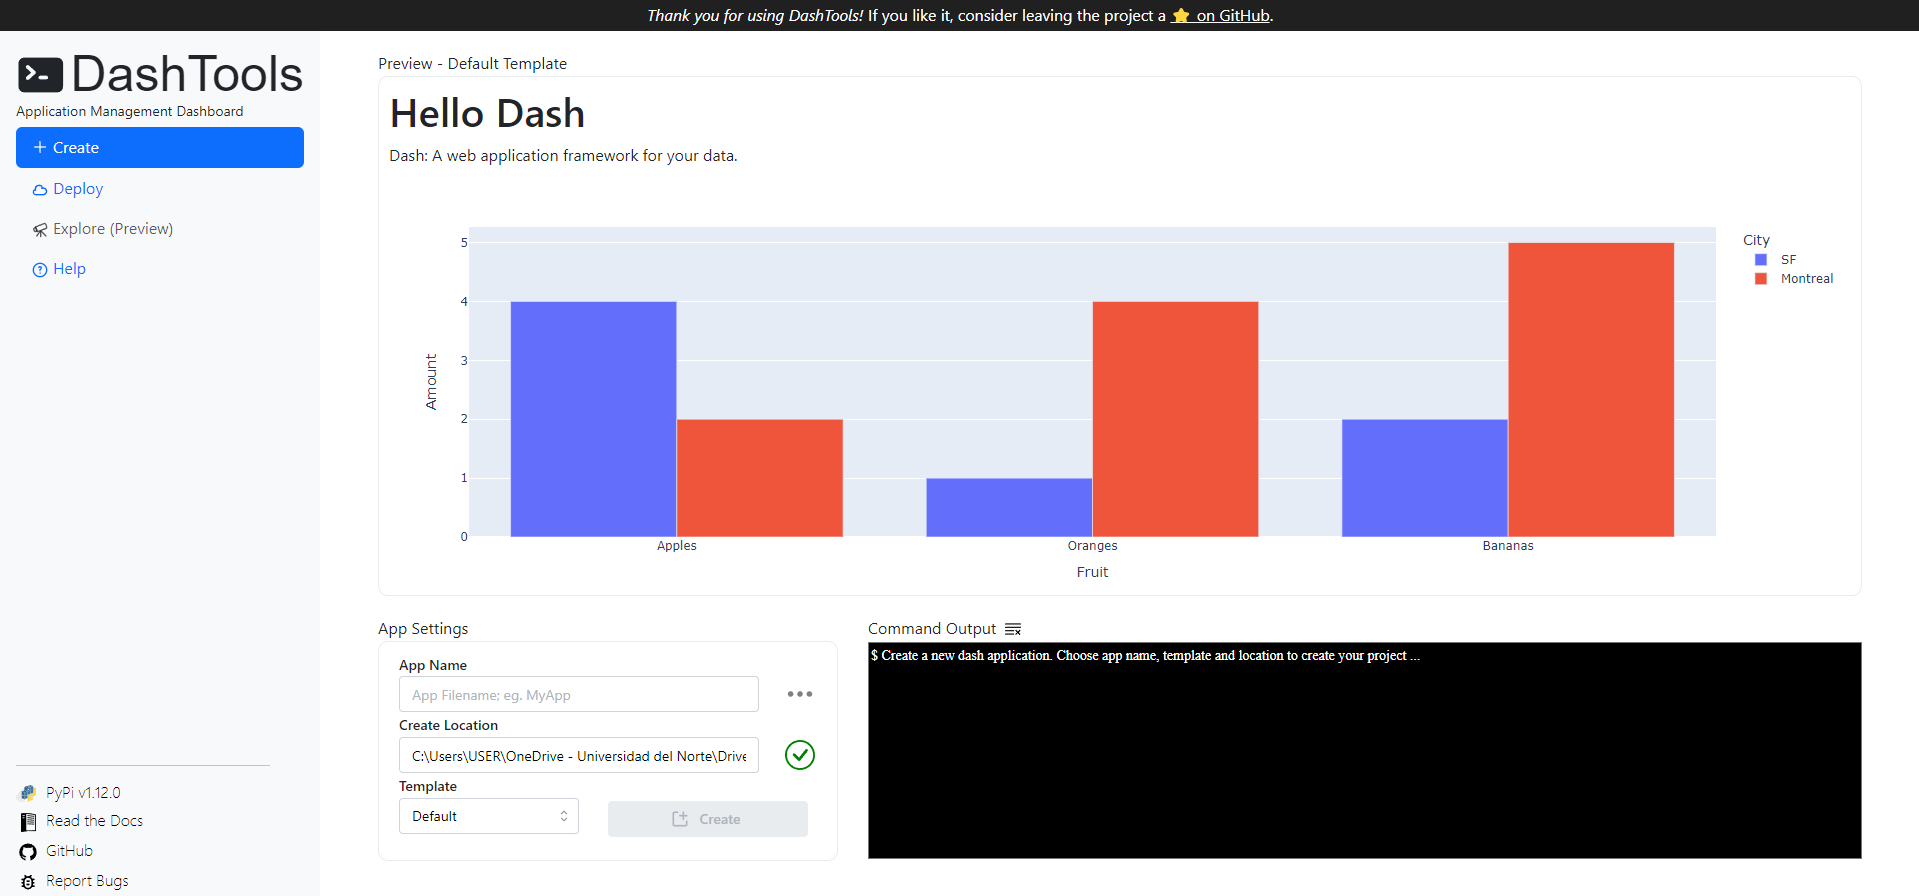 Thank you for using DashTools! If you like it, consider leaving the project a ⭐ on GitHub.
DashTools
Application Management Dashboard
+ Create
Deploy
Explore (Preview)
Help
PyPi v1.12.0
Read the Docs
GitHub
Report Bugs
Preview - Default Template
Hello Dash
Dash: A web application framework for your data.
City
SF
Montreal
Amount
5
4
3
2
1
0
Apples Oranges Bananas
Fruit
App Settings
App Name
App Filename; eg. MyApp
Create Location
C:\Users\USER\OneDrive - Universidad del Norte\Drive
Template
Default
Create
Command Output
$ Create a new dash application. Choose app name, template and location to create your project ...